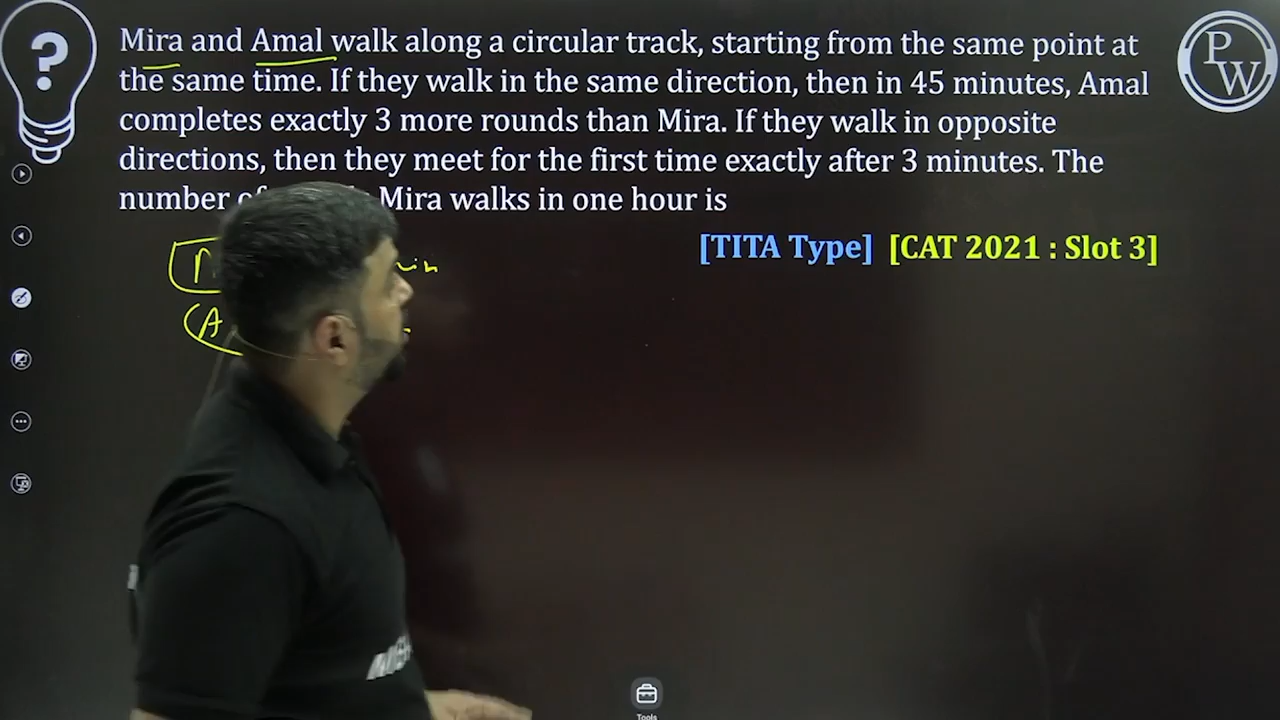 Mira and Amal walk along a circular track, starting from the same point at
the same time. If they walk in the same direction, then in 45 minutes, Amal
completes exactly 3 more rounds than Mira. If they walk in opposite
directions, then they meet for the first time exactly after 3 minutes. The
number Mira walks in one hour is
[TITA Type] [CAT 2021 : Slot 3]
A
PW
Tools